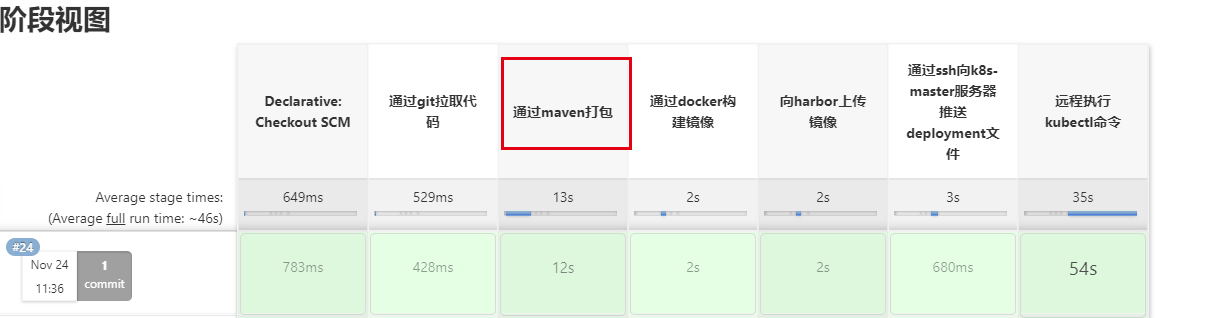 阶段视图
Declarative:
Checkout SCM
通过git拉取代
码
通过maven打包
通过docker构
建镜像
向harbor上传
镜像
通过ssh向k8s-
master服务器
推送
deployment文
件
远程执行
kubectl命令
Average stage times:
649ms
529ms
13s
2s
2s
3s
35s
(Average full run time: ~46s)
#24
Nov 24
11:36
1
commit
783ms
428ms
12s
2s
2s
680ms
54s